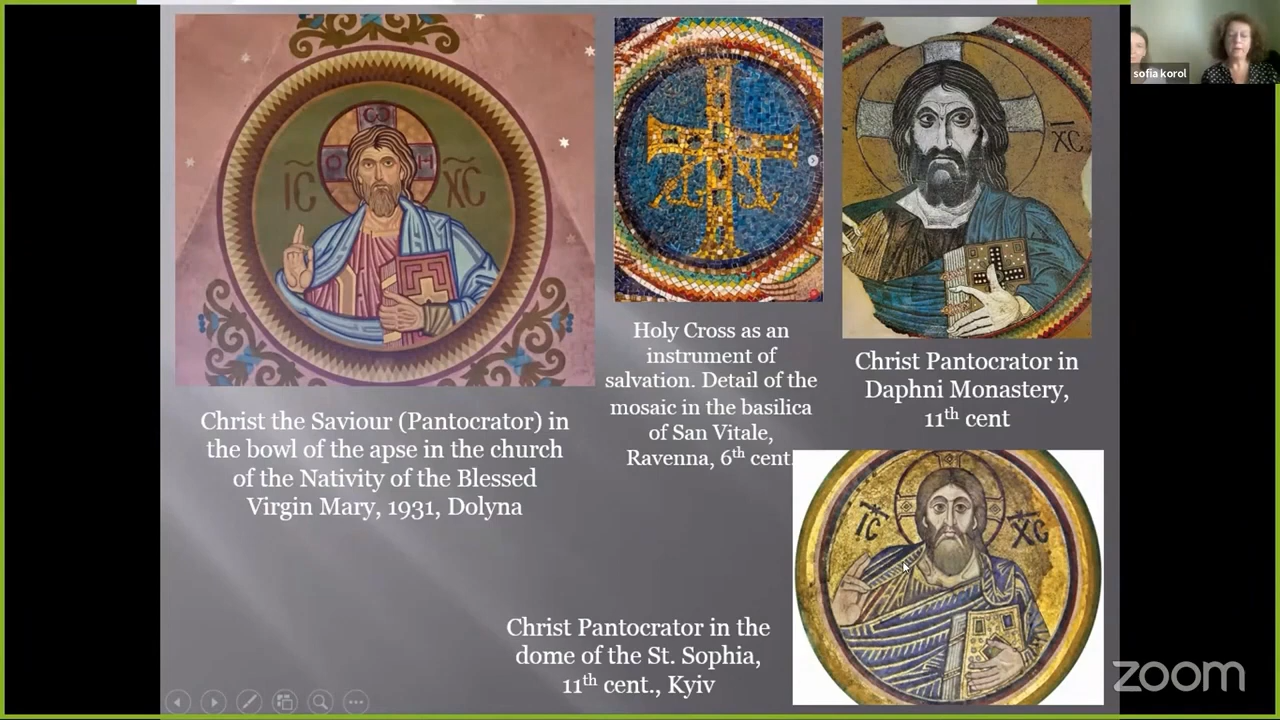 sofia korol
IC XC
Holy Cross as an
instrument of
salvation. Detail of the
mosaic in the basilica
of San Vitale,
Ravenna, 6th cent.
XC
Christ Pantocrator in
Daphni Monastery,
11th cent
Christ the Saviour (Pantocrator) in
the bowl of the apse in the church
of the Nativity of the Blessed
Virgin Mary, 1931, Dolyna
IC XC
Christ Pantocrator in the
dome of the St. Sophia,
11th cent., Kyiv
zoom